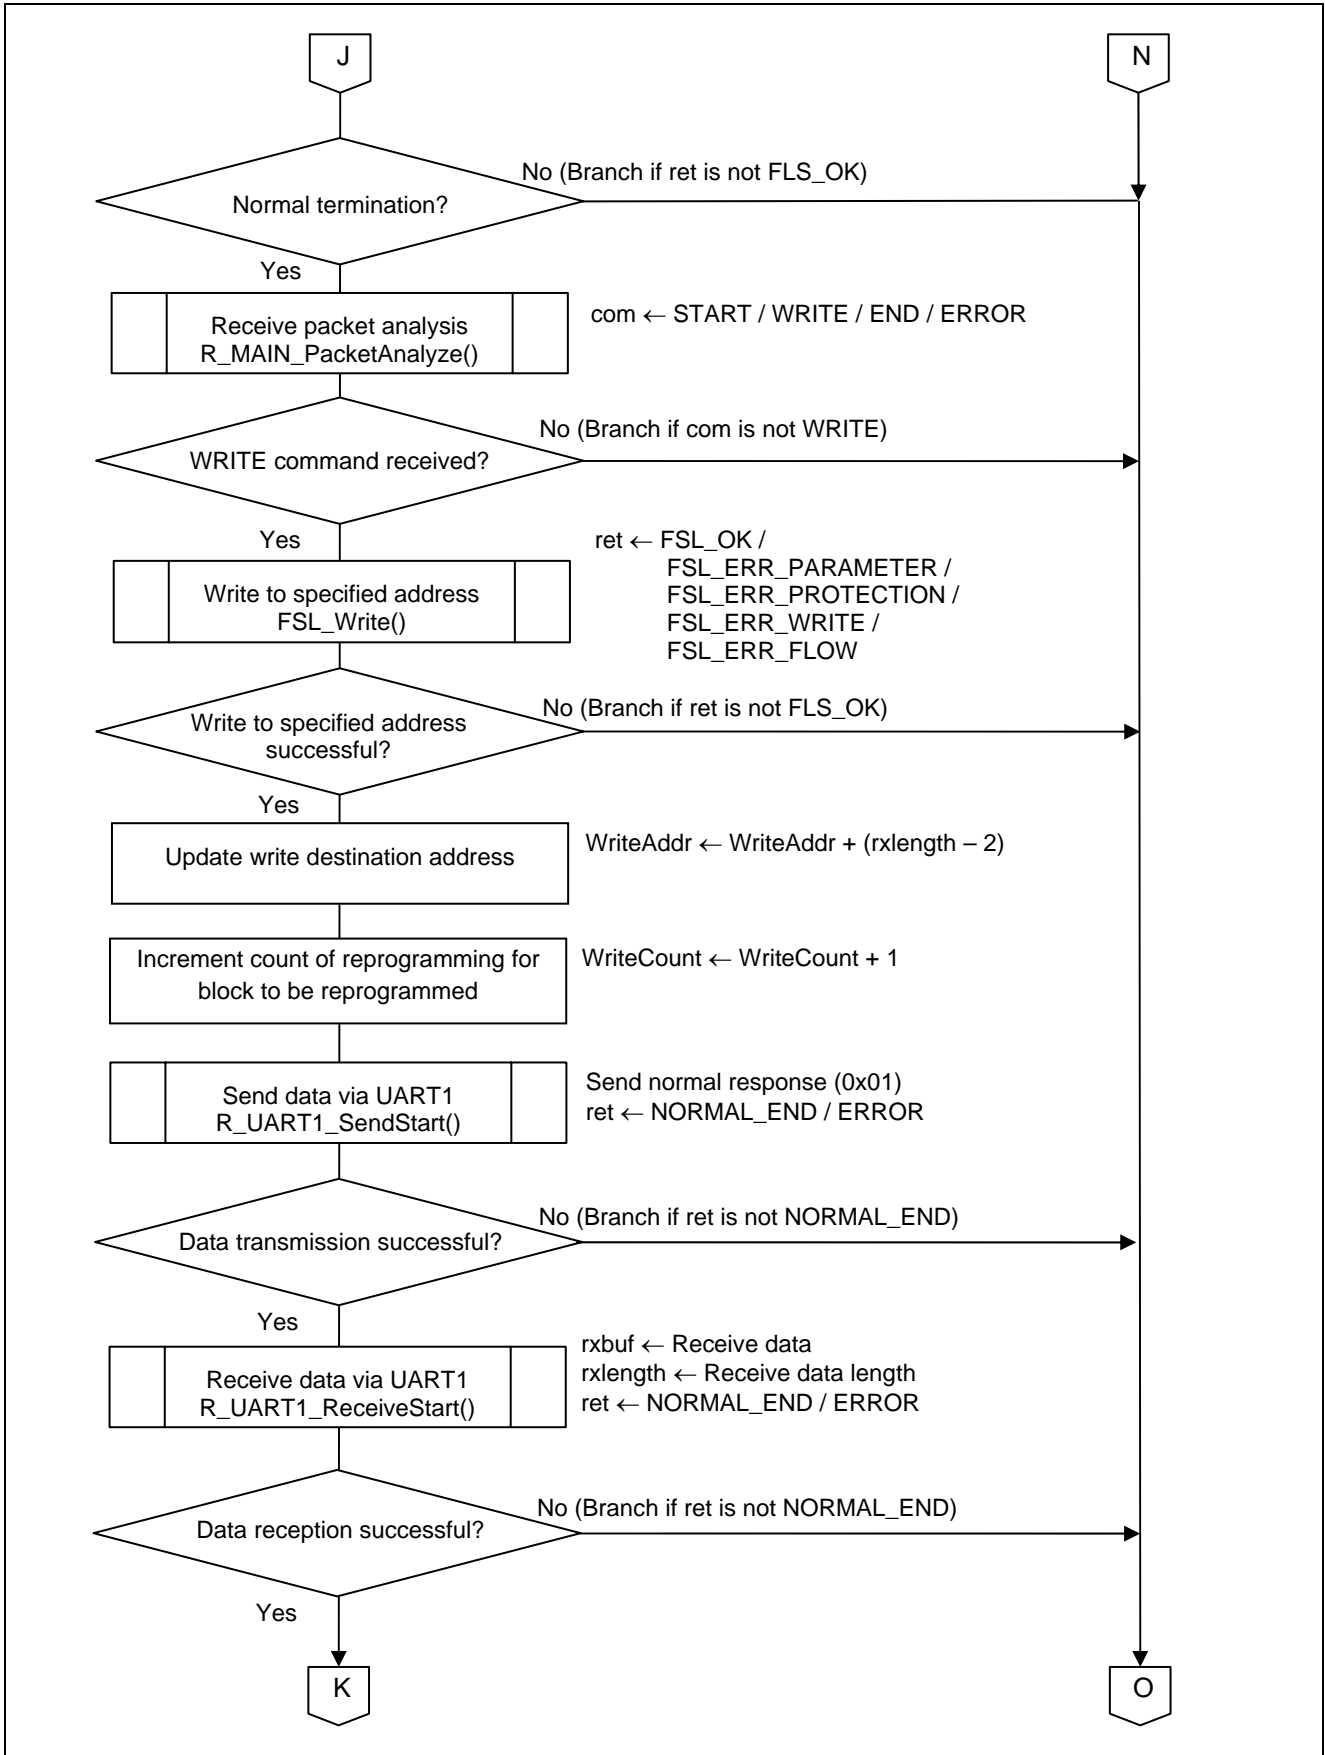 J
N
No (Branch if ret is not FLS_OK)
Normal termination?
Yes
Receive packet analysis
R_MAIN_PacketAnalyze()
com ← START / WRITE / END / ERROR
No (Branch if com is not WRITE)
WRITE command received?
Yes
Write to specified address
FSL_Write()
ret ← FSL_OK /
FSL_ERR_PARAMETER /
FSL_ERR_PROTECTION /
FSL_ERR_WRITE /
FSL_ERR_FLOW
No (Branch if ret is not FLS_OK)
Write to specified address
successful?
Yes
Update write destination address
WriteAddr ← WriteAddr + (rxlength – 2)
Increment count of reprogramming for
block to be reprogrammed
WriteCount ← WriteCount + 1
Send data via UART1
R_UART1_SendStart()
Send normal response (0x01)
ret ← NORMAL_END / ERROR
No (Branch if ret is not NORMAL_END)
Data transmission successful?
Yes
Receive data via UART1
R_UART1_ReceiveStart()
rxbuf ← Receive data
rxlength ← Receive data length
ret ← NORMAL_END / ERROR
No (Branch if ret is not NORMAL_END)
Data reception successful?
Yes
K
O